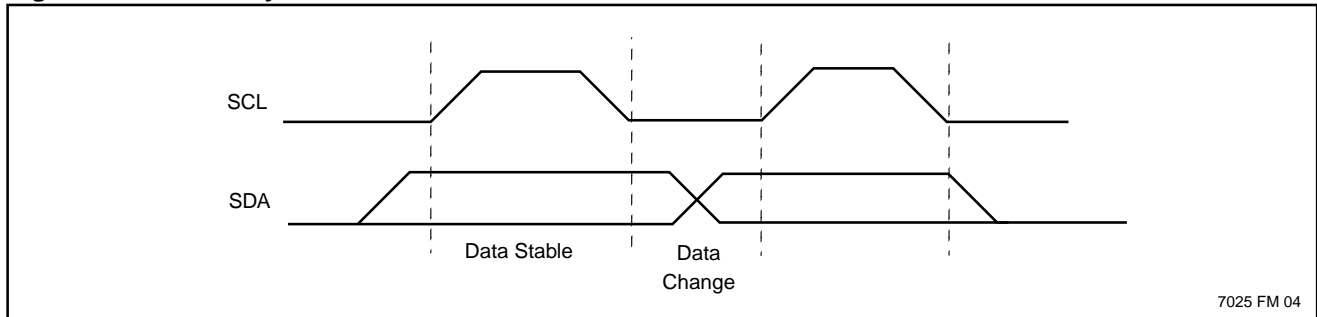 SCL
SDA
Data Stable
Data
Change
7025 FM 04